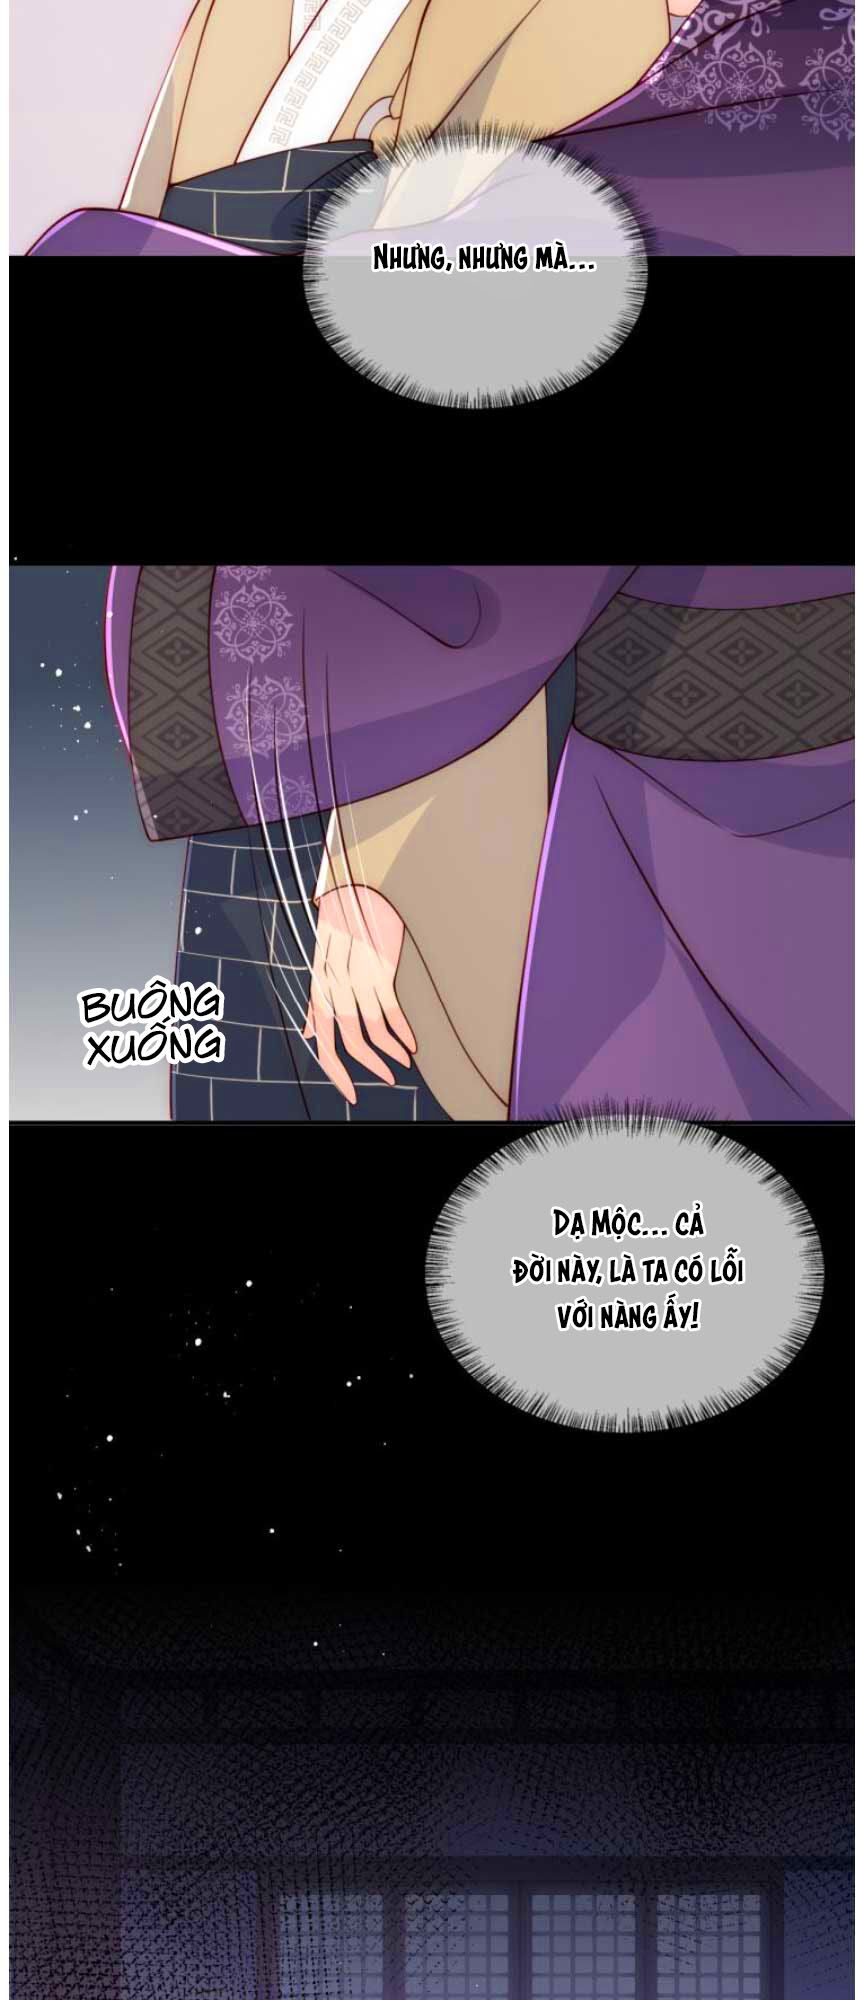 Nhưng, nhưng mà...
BUÔNG
XUỐNG
Dạ Mộc... cả
đời này, là ta có lỗi
với nàng ấy!